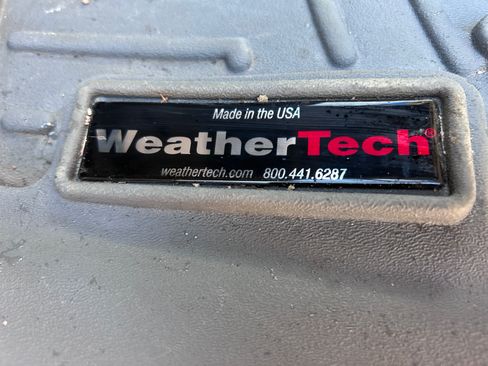 Made in the USA
WeatherTech®
weathertech.com 800.441.6287